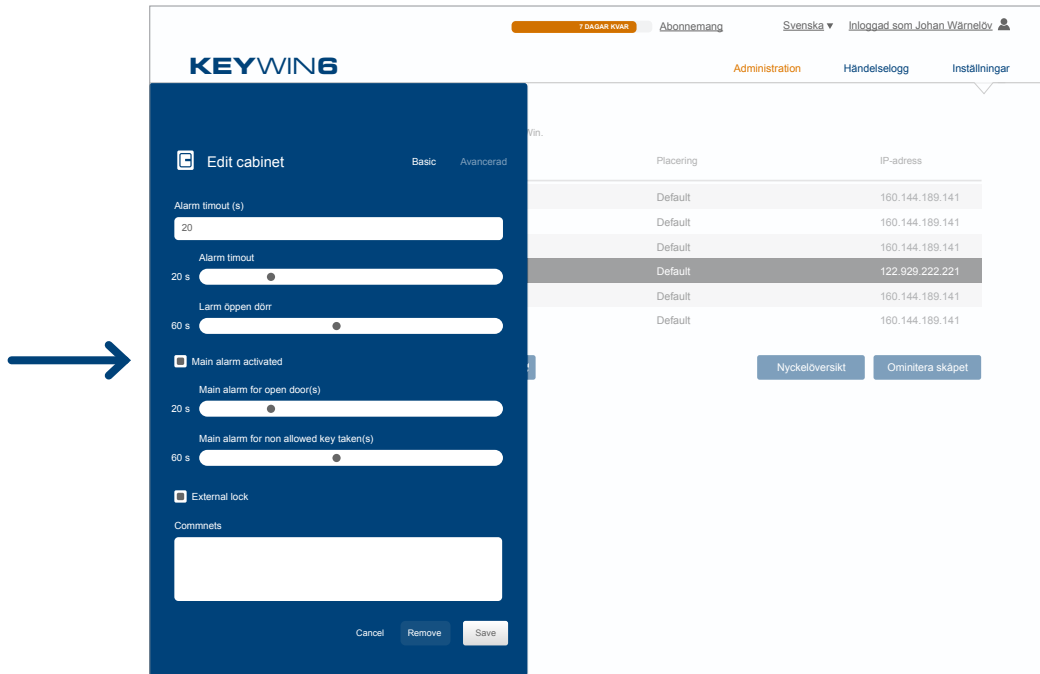 7 DAGAR KVAR Abonnemang Svenska ▼ Inloggad som Johan Wärnelöv
KEYWIN6
Administration Händelselogg Inställningar
Win.
Edit cabinet Basic Avancerad
Placering IP-adress
Alarm timout (s)
20
Default 160.144.189.141
Default 160.144.189.141
Default 160.144.189.141
Default 122.929.222.221
Default 160.144.189.141
Default 160.144.189.141
Alarm timout
20 s
Larm öppen dörr
60 s
Main alarm activated
Nyckelöversikt Ominitera skåpet
Main alarm for open door(s)
20 s
Main alarm for non allowed key taken(s)
60 s
External lock
Commnets
Cancel Remove Save